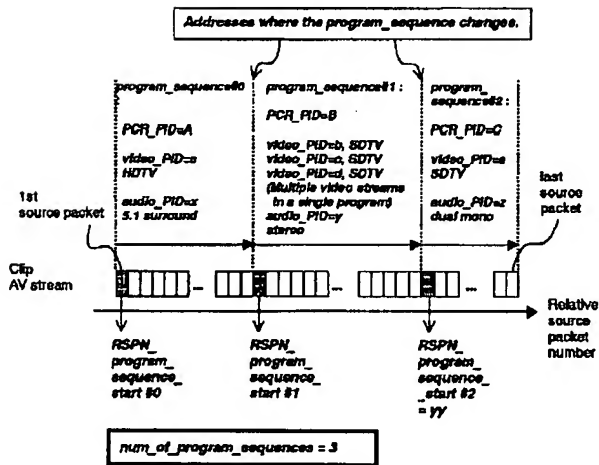 Addresses where the program_sequence changes.
program_sequence#0
PCR_PID=A
video_PID=a
HDTV
audio_PID=x
5.1 surround
program_sequence#1 :
PCR_PID=B
video_PID=b, SDTV
video_PID=c, SDTV
video_PID=d, SDTV
(Multiple video streams
in a single program)
audio_PID=y
stereo
program_
sequence#2 :
PCR_PID=C
video_PID=e
SDTV
audio_PID=z
dual mono
1st
source packet
last
source
packet
Clip
AV stream
...
...
...
Relative
source
packet
number
RSPN_
program_
sequence_
start #0
RSPN_
program_
sequence_
start #1
RSPN_
program_
sequence
_start #2
= yy
num_of_program_sequences = 3